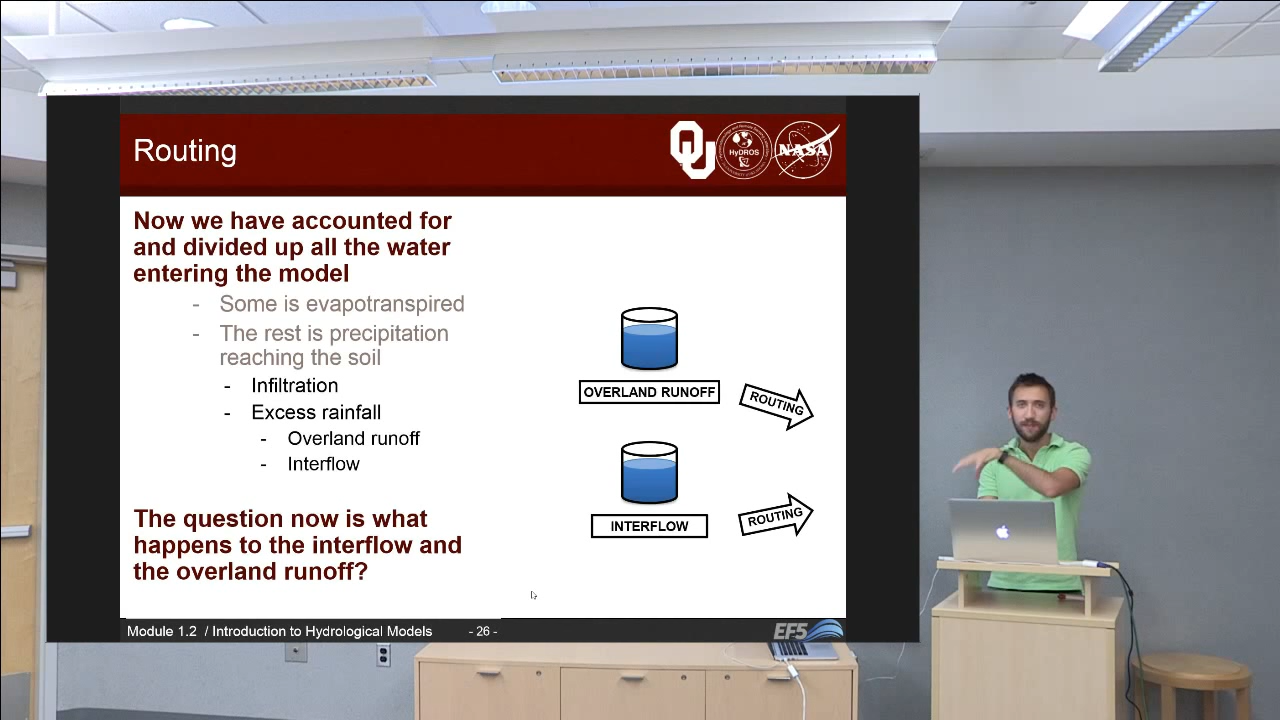 Routing
OU
HyDROS
NASA
Now we have accounted for
and divided up all the water
entering the model
- Some is evapotranspired
- The rest is precipitation
reaching the soil
- Infiltration
- Excess rainfall
- Overland runoff
- Interflow
The question now is what
happens to the interflow and
the overland runoff?
OVERLAND RUNOFF
ROUTING
INTERFLOW
ROUTING
Module 1.2 / Introduction to Hydrological Models
- 26 -
EF5